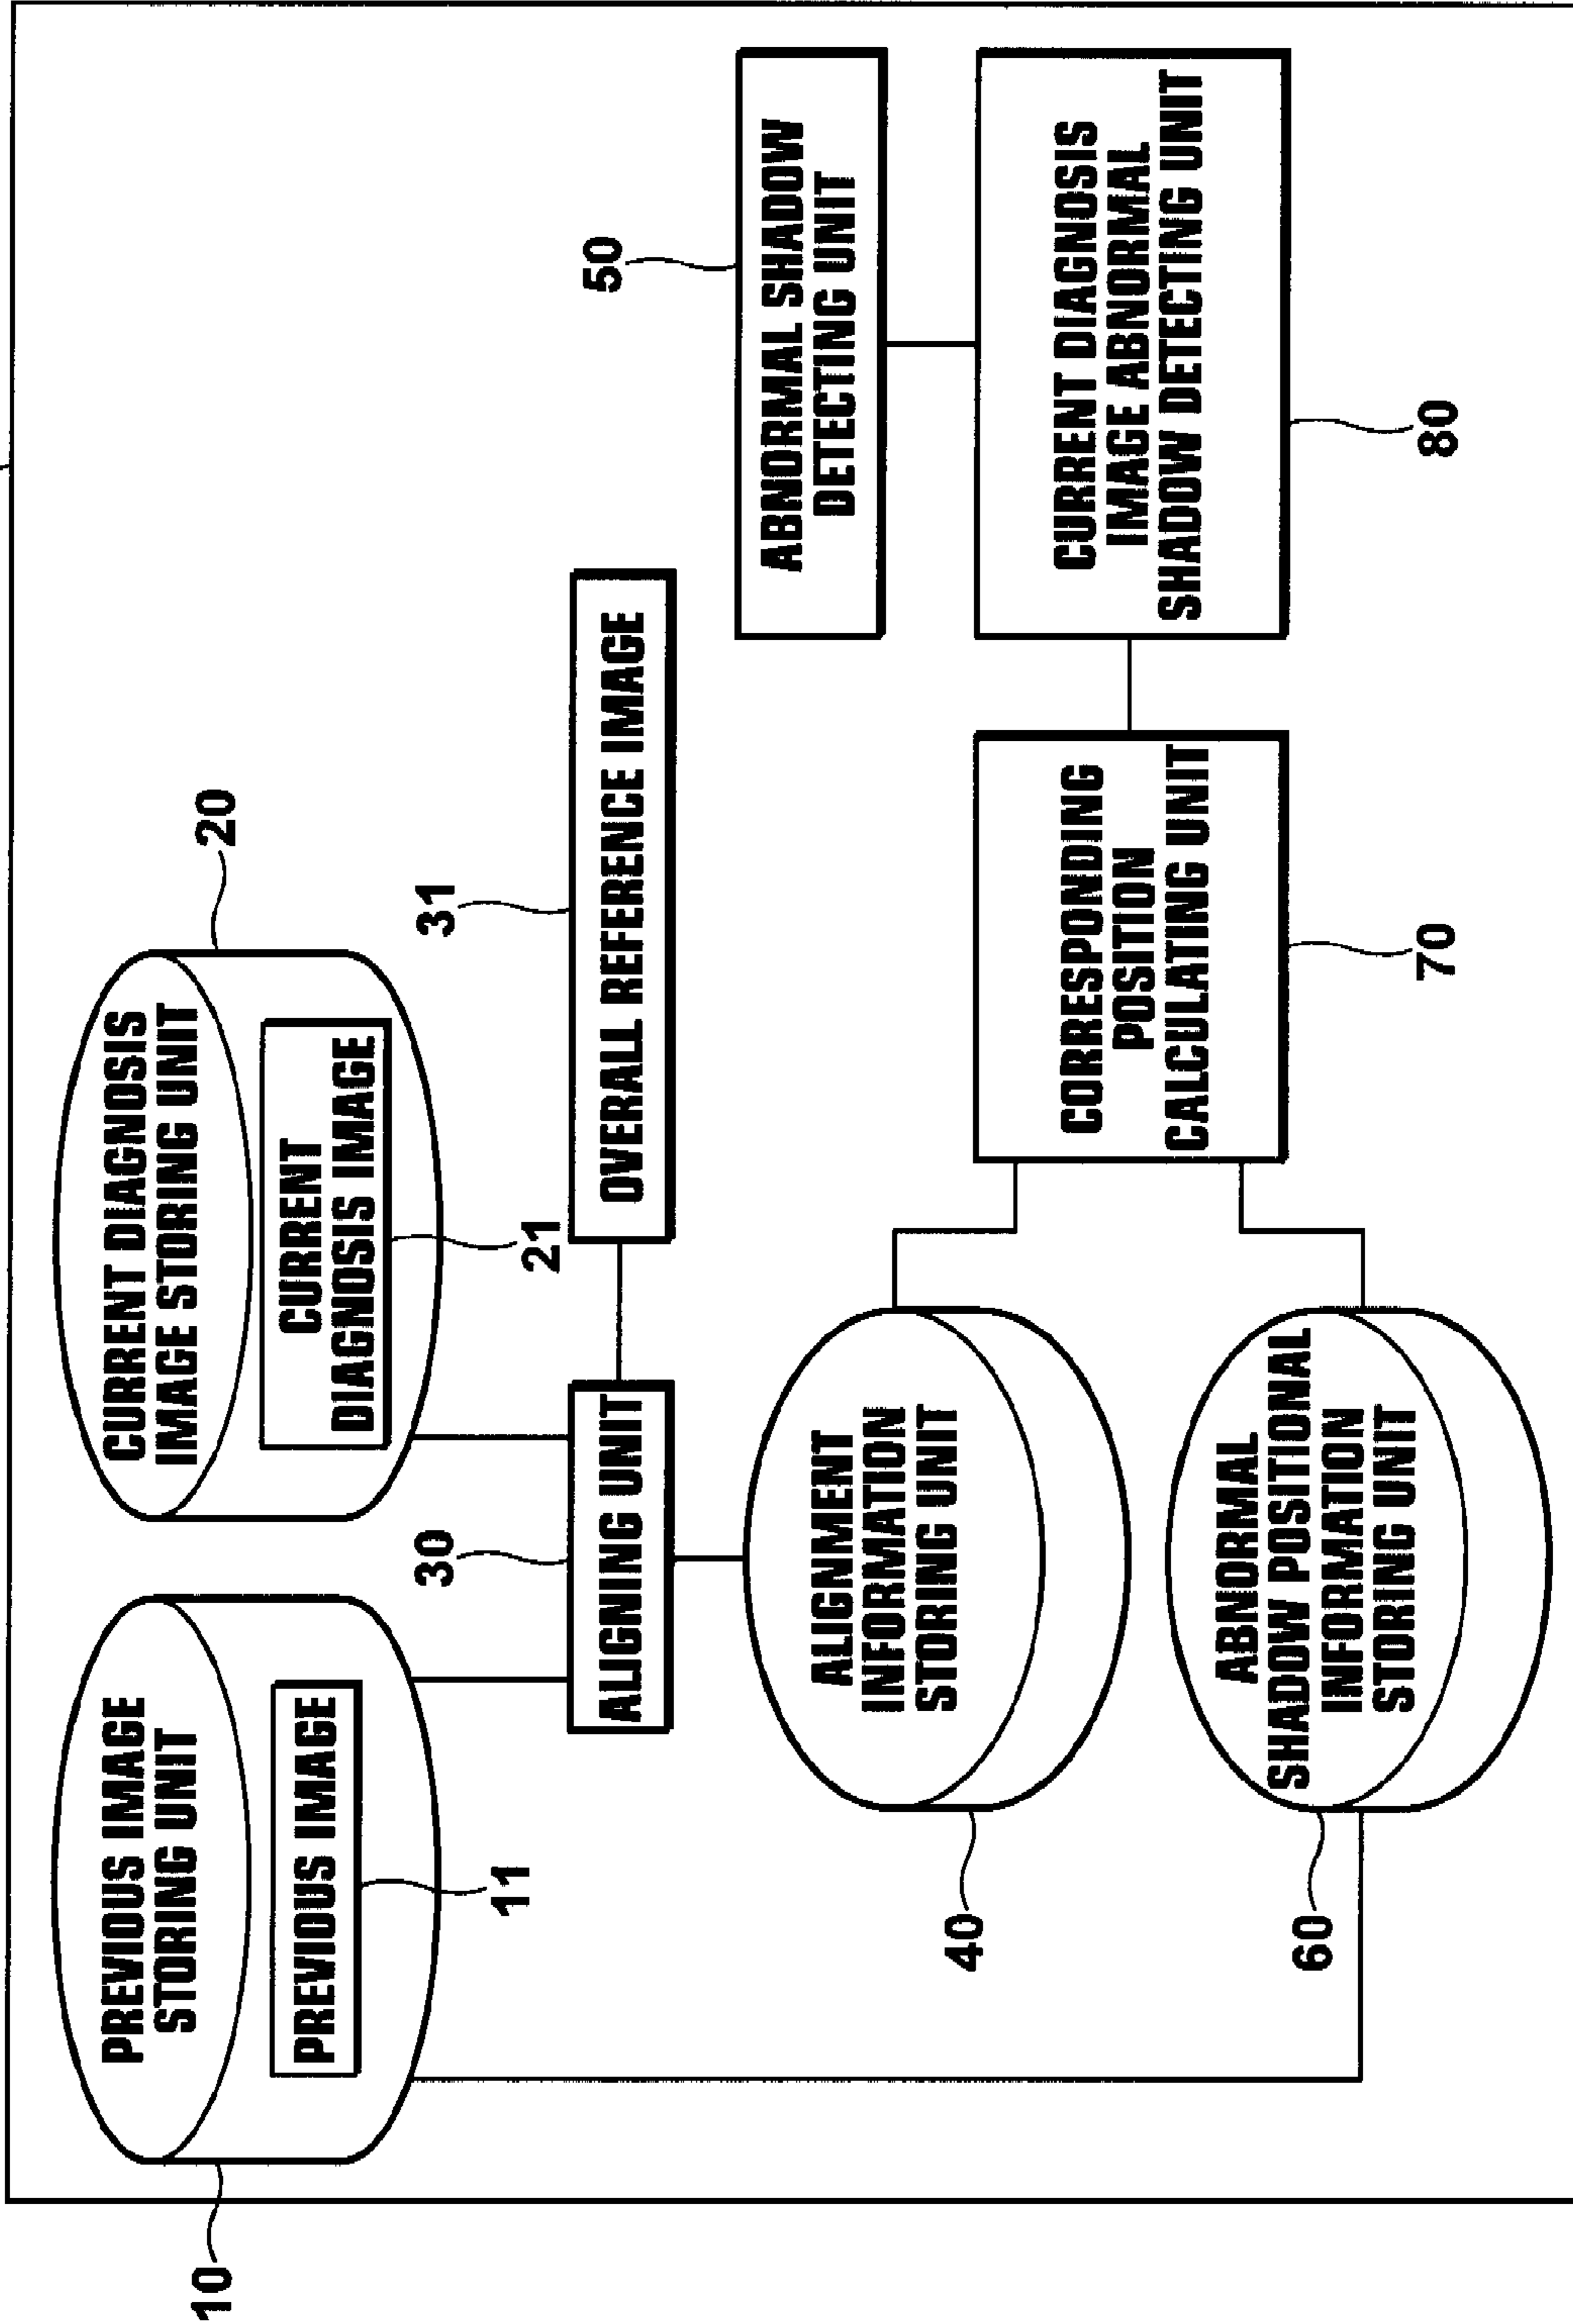 10
PREVIOUS IMAGE
STORING UNIT
PREVIOUS IMAGE
11
CURRENT DIAGNOSIS
IMAGE STORING UNIT
20
CURRENT
DIAGNOSIS IMAGE
21
30
ALIGNING UNIT
31
OVERALL REFERENCE IMAGE
40
ALIGNMENT
INFORMATION
STORING UNIT
50
ABNORMAL SHADOW
DETECTING UNIT
60
ABNORMAL
SHADOW POSITIONAL
INFORMATION
STORING UNIT
CORRESPONDING
POSITION
CALCULATING UNIT
70
CURRENT DIAGNOSIS
IMAGE ABNORMAL
SHADOW DETECTING UNIT
80